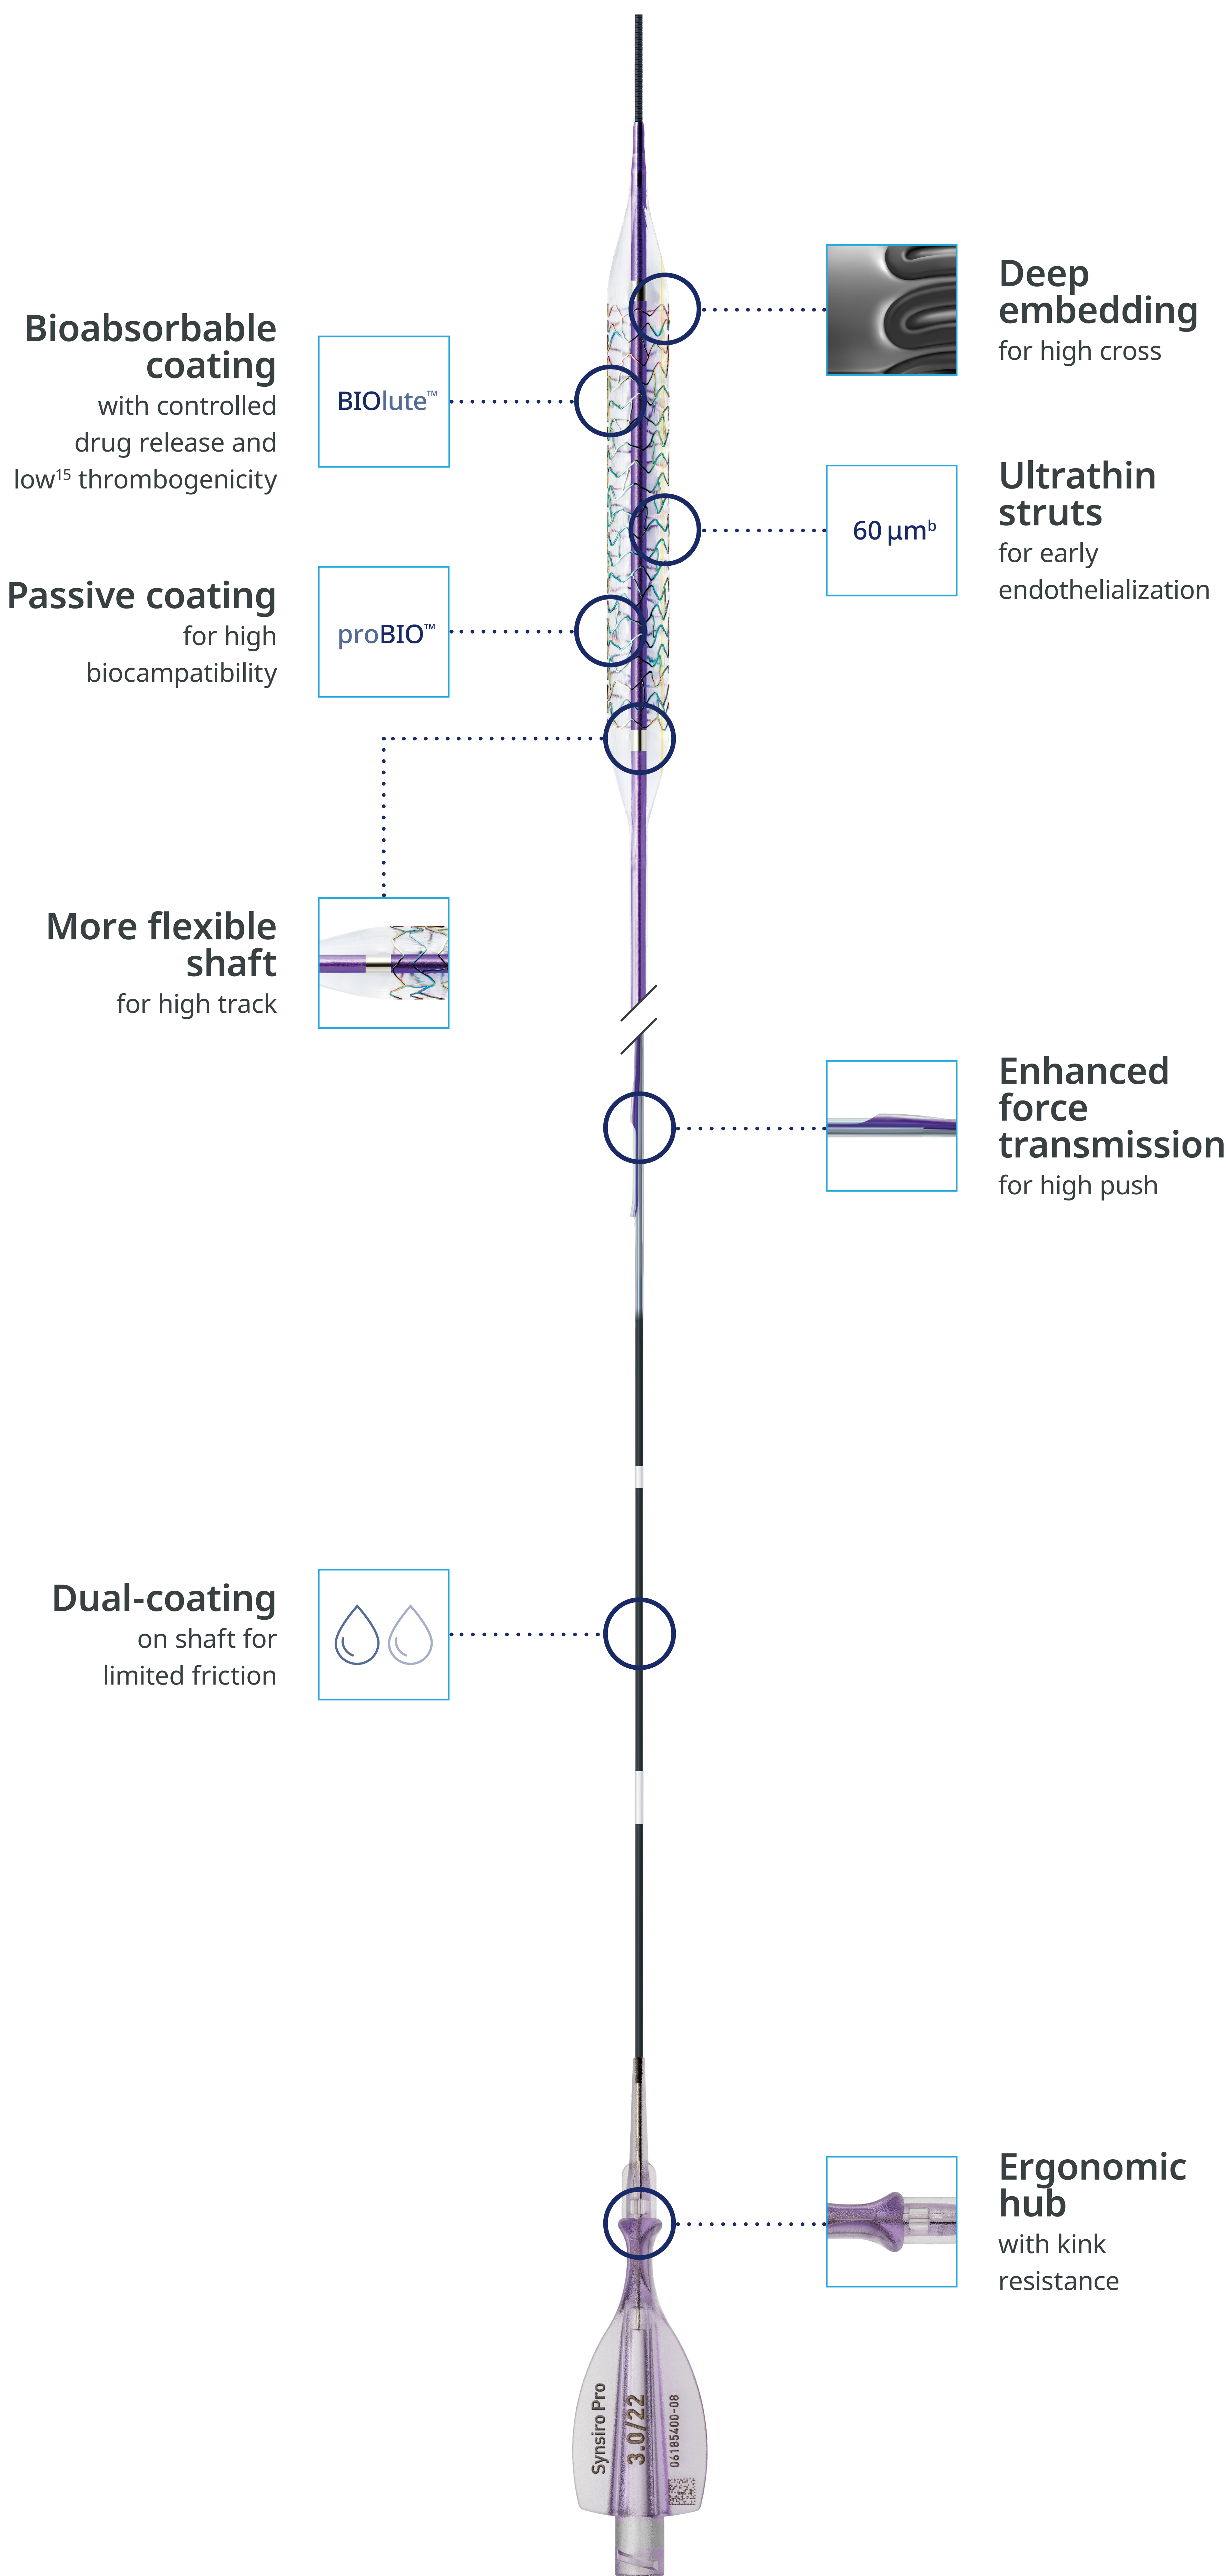 Deep
embedding
for high cross
Bioabsorbable
coating
with controlled
drug release and
low15 thrombogenicity
BIOlute™
Ultrathin
struts
for early
endothelialization
60 µmb
Passive coating
for high
biocampatibility
proBIO™
More flexible
shaft
for high track
Enhanced
force
transmission
for high push
Dual-coating
on shaft for
limited friction
Ergonomic
hub
with kink
resistance
Synsiro Pro
3.0/22
06185400-08